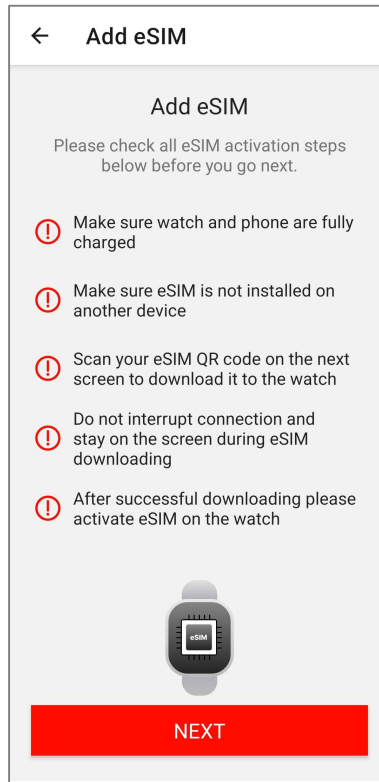 Add eSIM
Add eSIM
Please check all eSIM activation steps
below before you go next.
Make sure watch and phone are fully
charged
Make sure eSIM is not installed on
another device
Scan your eSIM QR code on the next
screen to download it to the watch
Do not interrupt connection and
stay on the screen during eSIM
downloading
After successful downloading please
activate eSIM on the watch
eSIM
NEXT